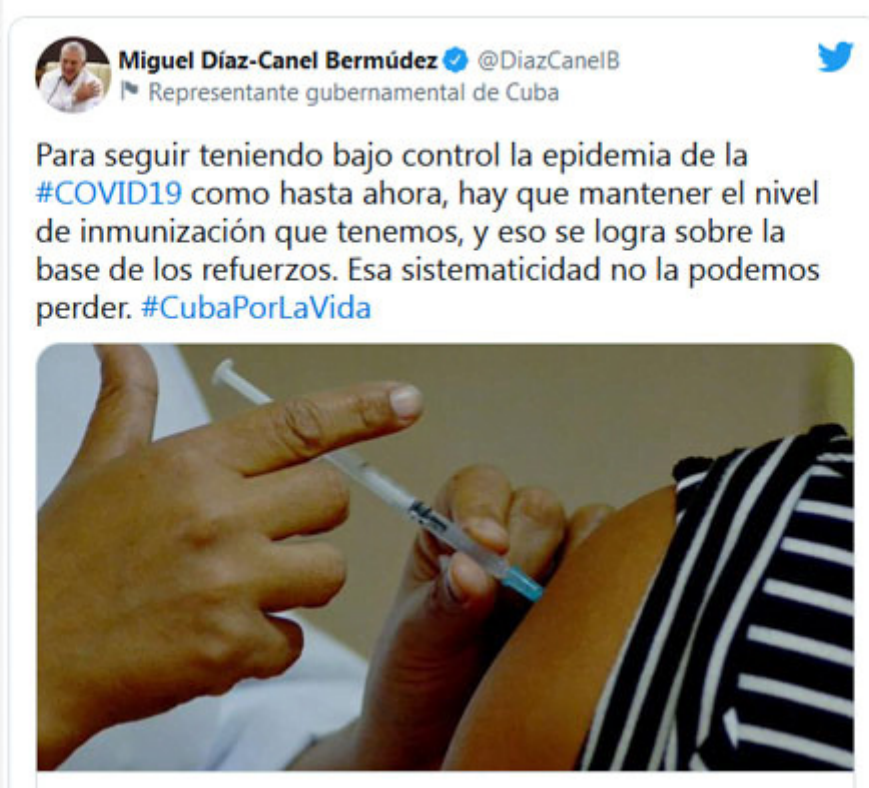 Miguel Díaz-Canel Bermúdez @DiazCanelB
Representante gubernamental de Cuba
Para seguir teniendo bajo control la epidemia de la
#COVID19 como hasta ahora, hay que mantener el nivel
de inmunización que tenemos, y eso se logra sobre la
base de los refuerzos. Esa sistematicidad no la podemos
perder. #CubaPorLaVida